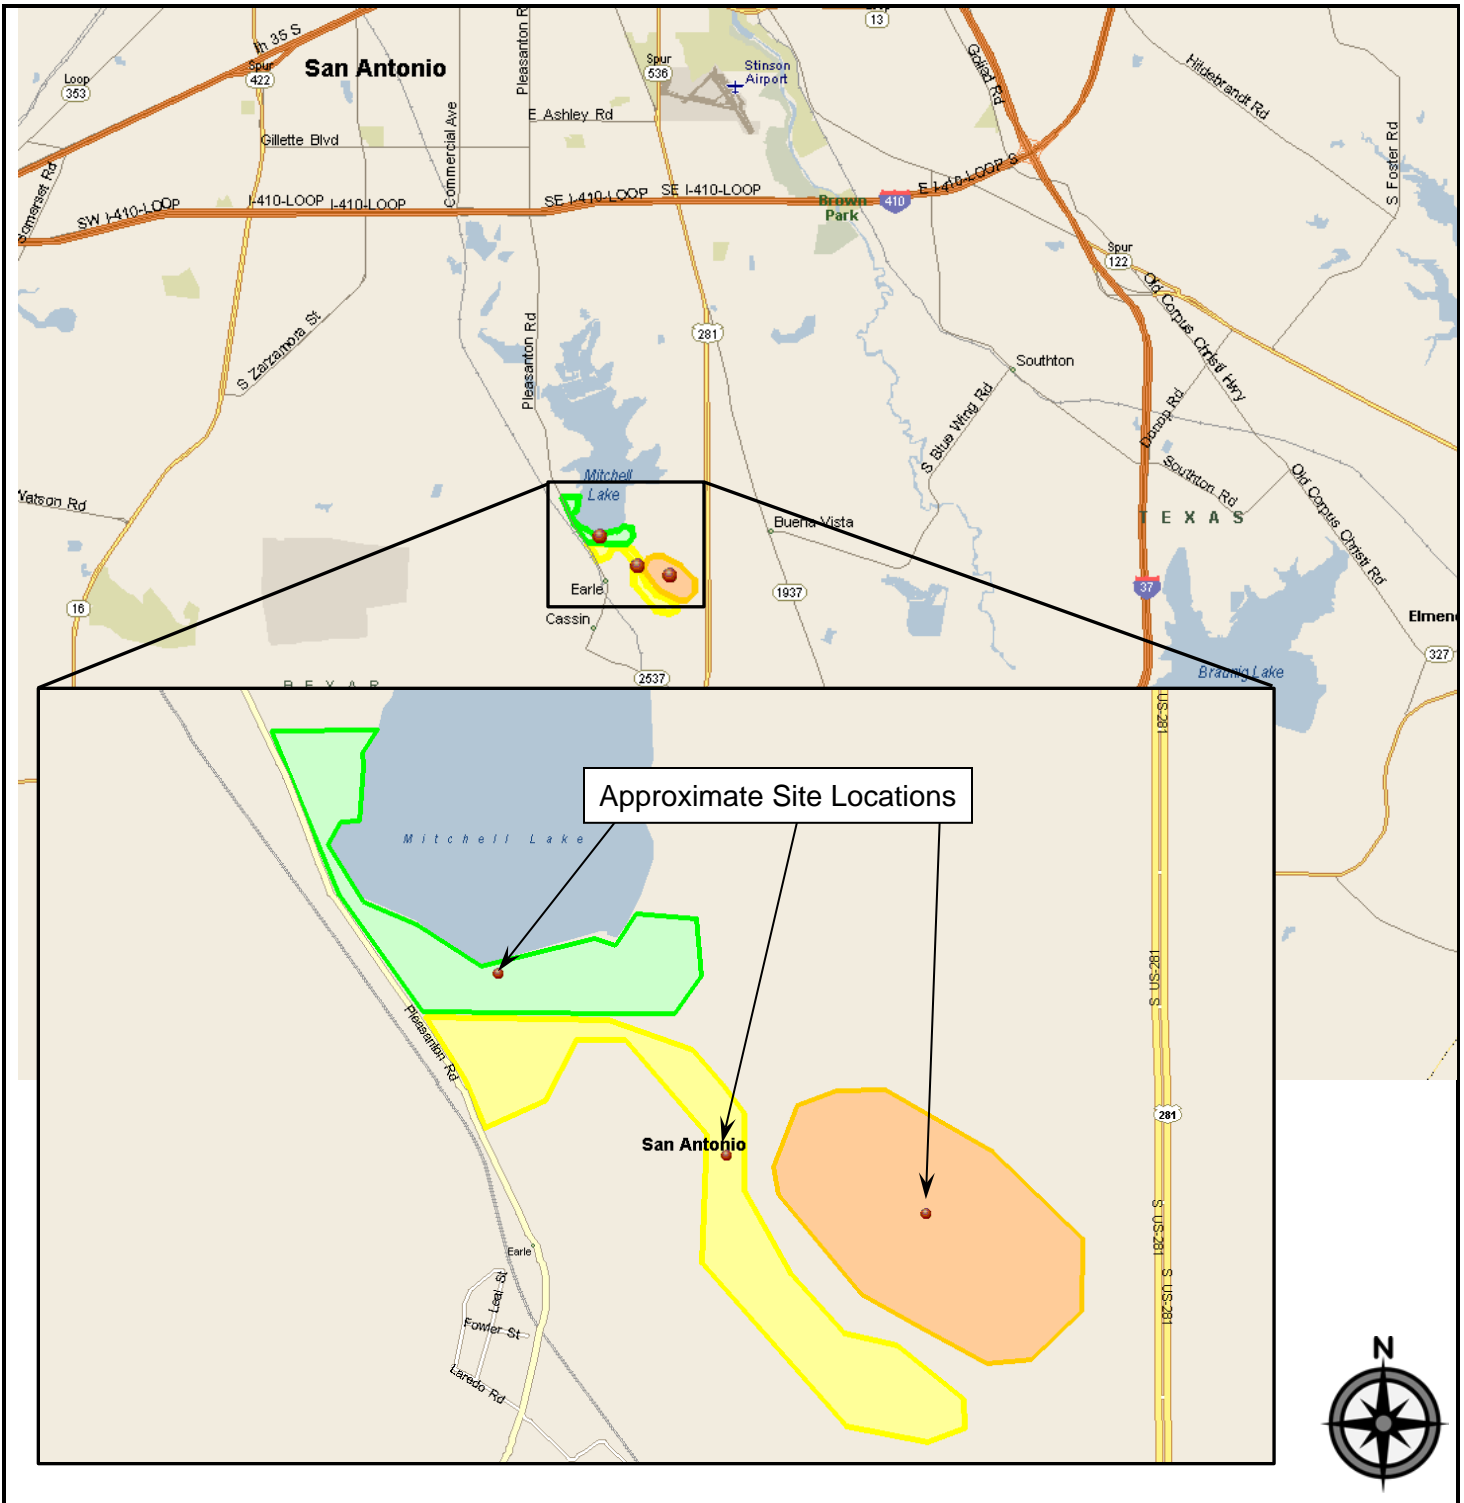 Loop
13
Ih 35 S
San Antonio
Spur
422
Loop
353
Pleasanton R
Spur
536
Stinson
Airport
Goliad Rd
Hildebrandt Rd
S Foster Rd
E Ashley Rd
Gillette Blvd
Commercial Ave
Somerset Rd
SW I-410-LOOP
I-410-LOOP
I-410-LOOP
SE I-410-LOOP
SE I-410-LOOP
E I-410-LOOP S
410
Brown
Park
Spur
122
Old Corpus Christi Hwy
S Zarzamora St
Pleasanton Rd
281
Southton
S Blue Wing Rd
Donop Rd
Southton Rd
Old Corpus Christi Rd
Mitchell
Lake
Watson Rd
Buena Vista
TEXAS
Earle
Cassin
16
1937
37
Elmen
327
2537
Braunig Lake
BEXAR
US-281
Approximate Site Locations
Mitchell Lake
S US-281
Pleasanton Rd
281
San Antonio
S US-281
Earle
S US-281
Leal St
Fowler St
Laredo Rd
N